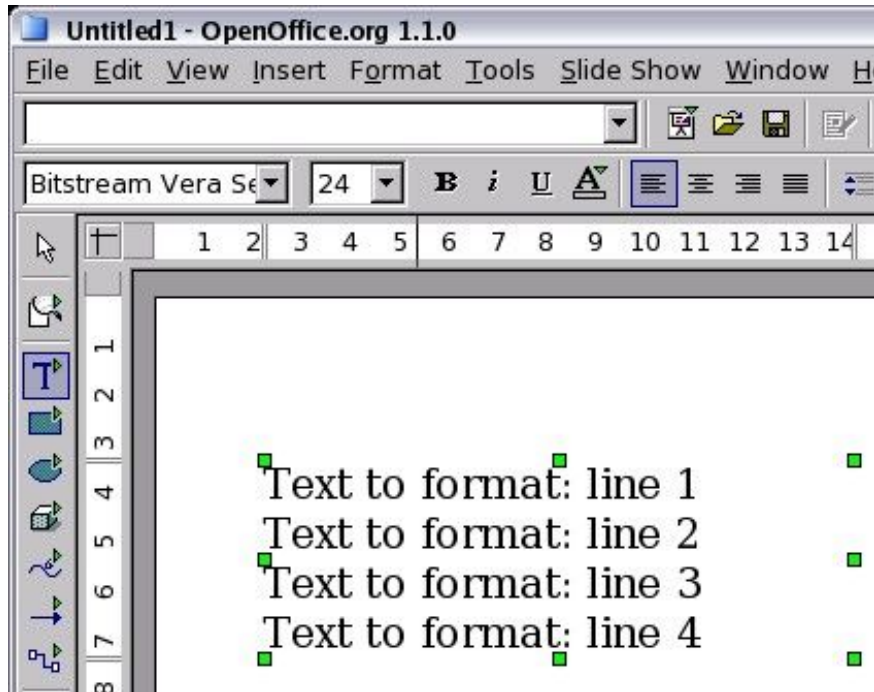 Untitled1 - OpenOffice.org 1.1.0
File Edit View Insert Format Tools Slide Show Window
Bitstream Vera 24 B i U A
1 2 3 4 5 6 7 8 9 10 11 12 13 14
T
1
2
3
4
5
6
7
8
Text to format: line 1
Text to format: line 2
Text to format: line 3
Text to format: line 4